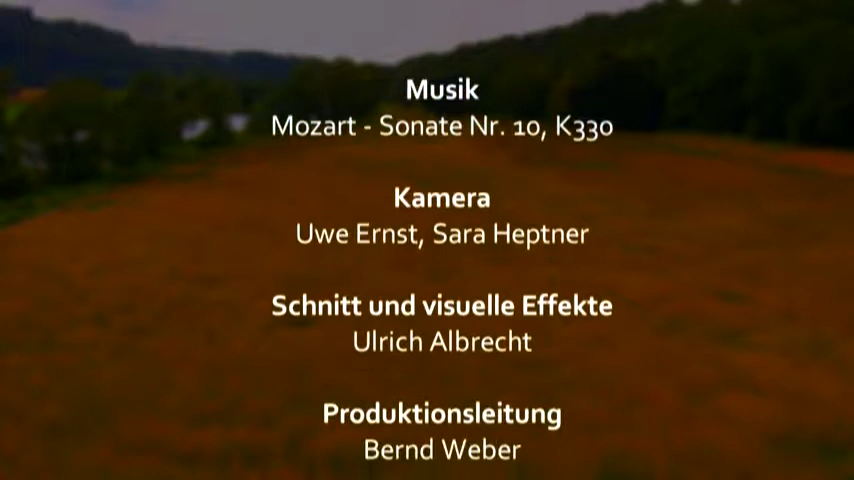 Musik
Mozart - Sonate Nr. 10, K330
Kamera
Uwe Ernst, Sara Heptner
Schnitt und visuelle Effekte
Ulrich Albrecht
Produktionsleitung
Bernd Weber